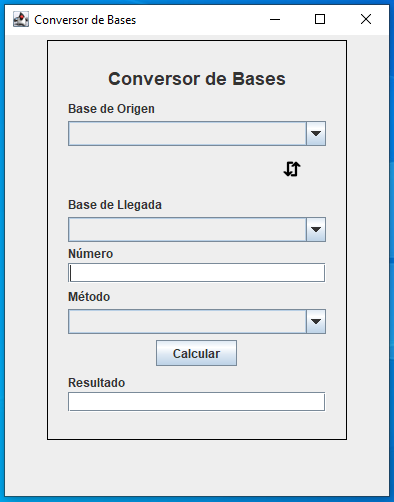 Conversor de Bases
Conversor de Bases
Base de Origen
Base de Llegada
Número
Método
Calcular
Resultado